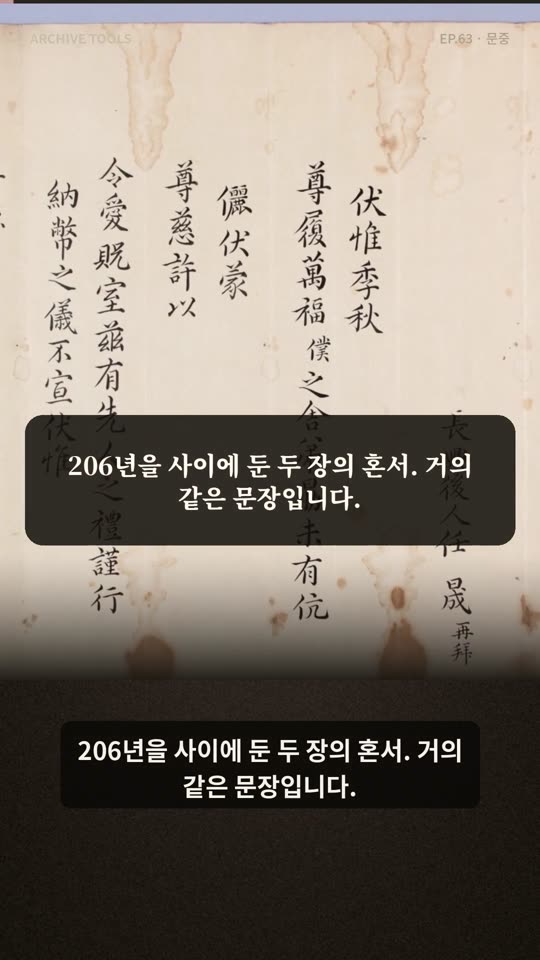 ARCHIVE TOOLS
EP.63 · 문중
長興後人任 晟 再拜
伏惟季秋
尊履萬福 僕之舍弟 未有伉
儷伏蒙
尊慈許以
令愛貺室茲有先 之禮謹行
納幣之儀不宣伏惟
206년을 사이에 둔 두 장의 혼서. 거의
같은 문장입니다.
206년을 사이에 둔 두 장의 혼서. 거의
같은 문장입니다.